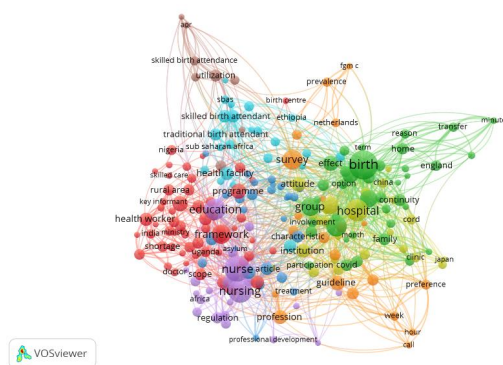 apr
skilled birth attendance
utilization
fgm c
prevalence
sbas
birth centre
ethiopia
minute
skilled birth attendant
netherlands
transfer
reason
traditional birth attendant
term
home
nigeria
sub saharan africa
survey
effect
birth
england
health facility
skilled care
attitude
option
china
rural area
programme
continuity
key informant
education
group
hospital
health worker
involvement
cord
india
ministry
framework
characteristic
month
family
shortage
asylum
uganda
institution
clinic
doctor
scope
nurse
article
participation
covid
japan
africa
nursing
treatment
guideline
preference
regulation
profession
week
hour
professional development
call
VOSviewer